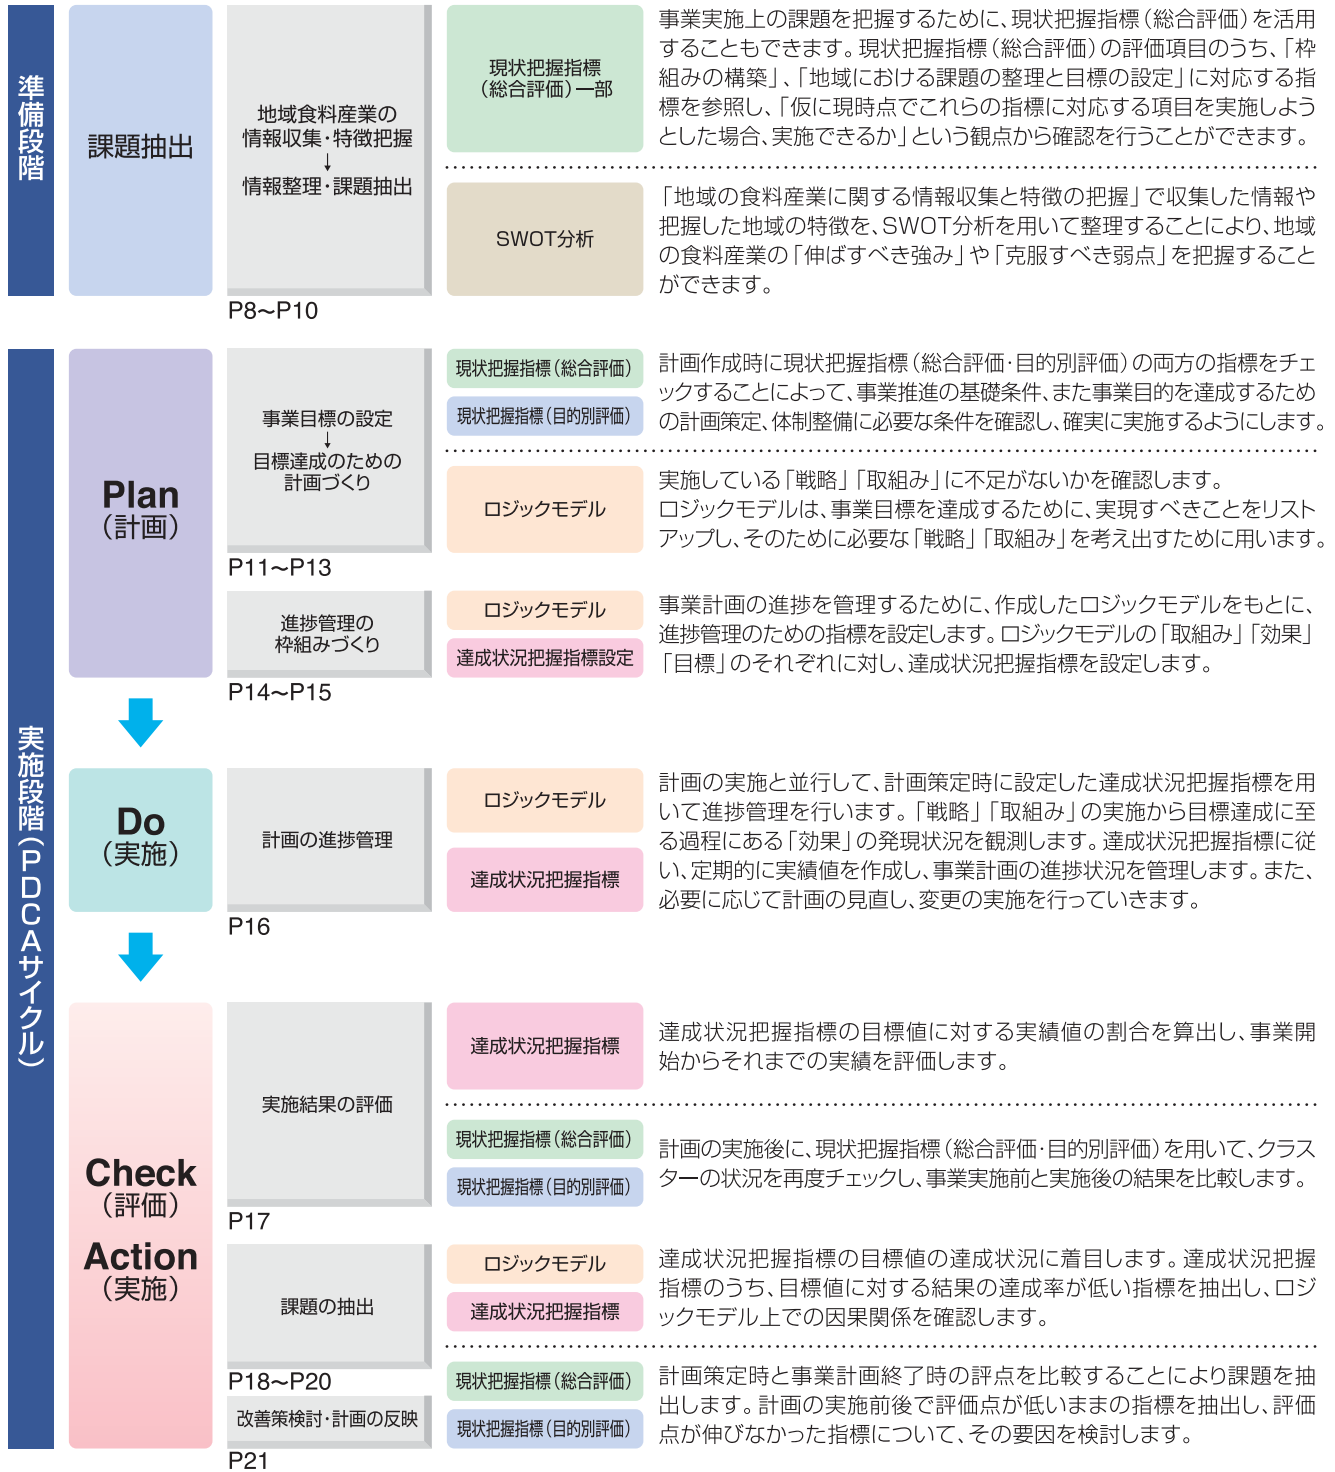 準備段階
課題抽出
地域食料産業の
情報収集・特徴把握
↓
情報整理・課題抽出
P8〜P10
現状把握指標
（総合評価）一部
事業実施上の課題を把握するために、現状把握指標（総合評価）を活用
することもできます。現状把握指標（総合評価）の評価項目のうち、「枠
組みの構築」、「地域における課題の整理と目標の設定」に対応する指
標を参照し、「仮に現時点でこれらの指標に対応する項目を実施しよう
とした場合、実施できるか」という観点から確認を行うことができます。
SWOT分析
「地域の食料産業に関する情報収集と特徴の把握」で収集した情報や
把握した地域の特徴を、SWOT分析を用いて整理することにより、地域
の食料産業の「伸ばすべき強み」や「克服すべき弱点」を把握すること
ができます。
実施段階（PDCAサイクル）
Plan
（計画）
事業目標の設定
↓
目標達成のための
計画づくり
P11〜P13
現状把握指標（総合評価）
現状把握指標（目的別評価）
計画作成時に現状把握指標（総合評価・目的別評価）の両方の指標をチェ
ックすることによって、事業推進の基礎条件、また事業目的を達成するため
の計画策定、体制整備に必要な条件を確認し、確実に実施するようにします。
ロジックモデル
実施している「戦略」「取組み」に不足がないかを確認します。
ロジックモデルは、事業目標を達成するために、実現すべきことをリスト
アップし、そのために必要な「戦略」「取組み」を考え出すために用います。
進捗管理の
枠組みづくり
P14〜P15
ロジックモデル
達成状況把握指標設定
事業計画の進捗を管理するために、作成したロジックモデルをもとに、
進捗管理のための指標を設定します。ロジックモデルの「取組み」「効果」
「目標」のそれぞれに対し、達成状況把握指標を設定します。
Do
（実施）
計画の進捗管理
P16
ロジックモデル
達成状況把握指標
計画の実施と並行して、計画策定時に設定した達成状況把握指標を用
いて進捗管理を行います。「戦略」「取組み」の実施から目標達成に至
る過程にある「効果」の発現状況を観測します。達成状況把握指標に従
い、定期的に実績値を作成し、事業計画の進捗状況を管理します。また、
必要に応じて計画の見直し、変更の実施を行っていきます。
Check
（評価）
Action
（実施）
実施結果の評価
P17
達成状況把握指標
達成状況把握指標の目標値に対する実績値の割合を算出し、事業開
始からそれまでの実績を評価します。
現状把握指標（総合評価）
現状把握指標（目的別評価）
計画の実施後に、現状把握指標（総合評価・目的別評価）を用いて、クラス
ターの状況を再度チェックし、事業実施前と実施後の結果を比較します。
課題の抽出
P18〜P20
ロジックモデル
達成状況把握指標
達成状況把握指標の目標値の達成状況に着目します。達成状況把握
指標のうち、目標値に対する結果の達成率が低い指標を抽出し、ロジ
ックモデル上での因果関係を確認します。
改善策検討・計画の反映
P21
現状把握指標（総合評価）
現状把握指標（目的別評価）
計画策定時と事業計画終了時の評点を比較することにより課題を抽
出します。計画の実施前後で評価点が低いままの指標を抽出し、評価
点が伸びなかった指標について、その要因を検討します。